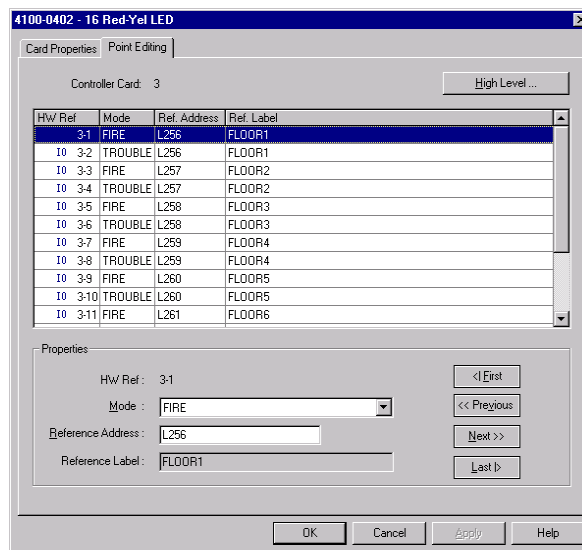 4100-0402 - 16 Red-Yel LED
Card Properties Point Editing
Controller Card: 3 High Level ...
HW Ref Mode Ref. Address Ref. Label
3-1 FIRE L256 FLOOR1
IO 3-2 TROUBLE L256 FLOOR1
IO 3-3 FIRE L257 FLOOR2
IO 3-4 TROUBLE L257 FLOOR2
IO 3-5 FIRE L258 FLOOR3
IO 3-6 TROUBLE L258 FLOOR3
IO 3-7 FIRE L259 FLOOR4
IO 3-8 TROUBLE L259 FLOOR4
IO 3-9 FIRE L260 FLOOR5
IO 3-10 TROUBLE L260 FLOOR5
IO 3-11 FIRE L261 FLOOR6
Properties
HW Ref : 3-1 <| First
Mode : FIRE << Previous
Reference Address : L256 Next >>
Reference Label : FLOOR1 Last |>
OK Cancel Apply Help